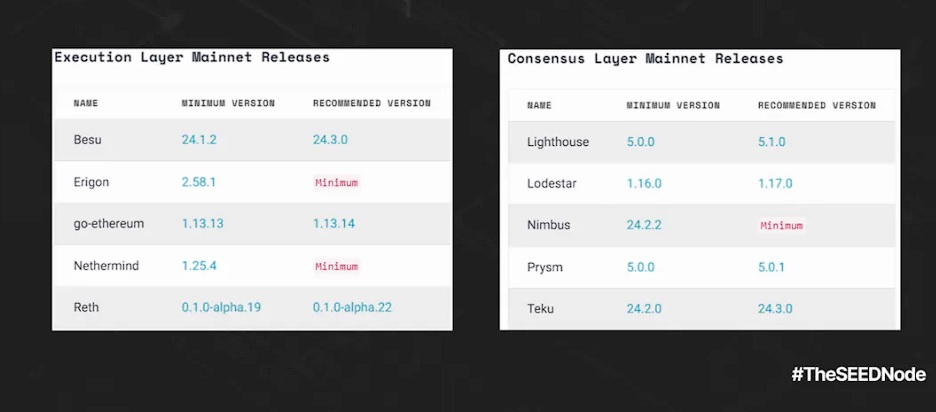 Execution Layer Mainnet Releases
NAME MINIMUM VERSION RECOMMENDED VERSION
Besu 24.1.2 24.3.0
Erigon 2.58.1 Minimum
go-ethereum 1.13.13 1.13.14
Nethermind 1.25.4 Minimum
Reth 0.1.0-alpha.19 0.1.0-alpha.22
Consensus Layer Mainnet Releases
NAME MINIMUM VERSION RECOMMENDED VERSION
Lighthouse 5.0.0 5.1.0
Lodestar 1.16.0 1.17.0
Nimbus 24.2.2 Minimum
Prysm 5.0.0 5.0.1
Teku 24.2.0 24.3.0
#TheSEEDNode